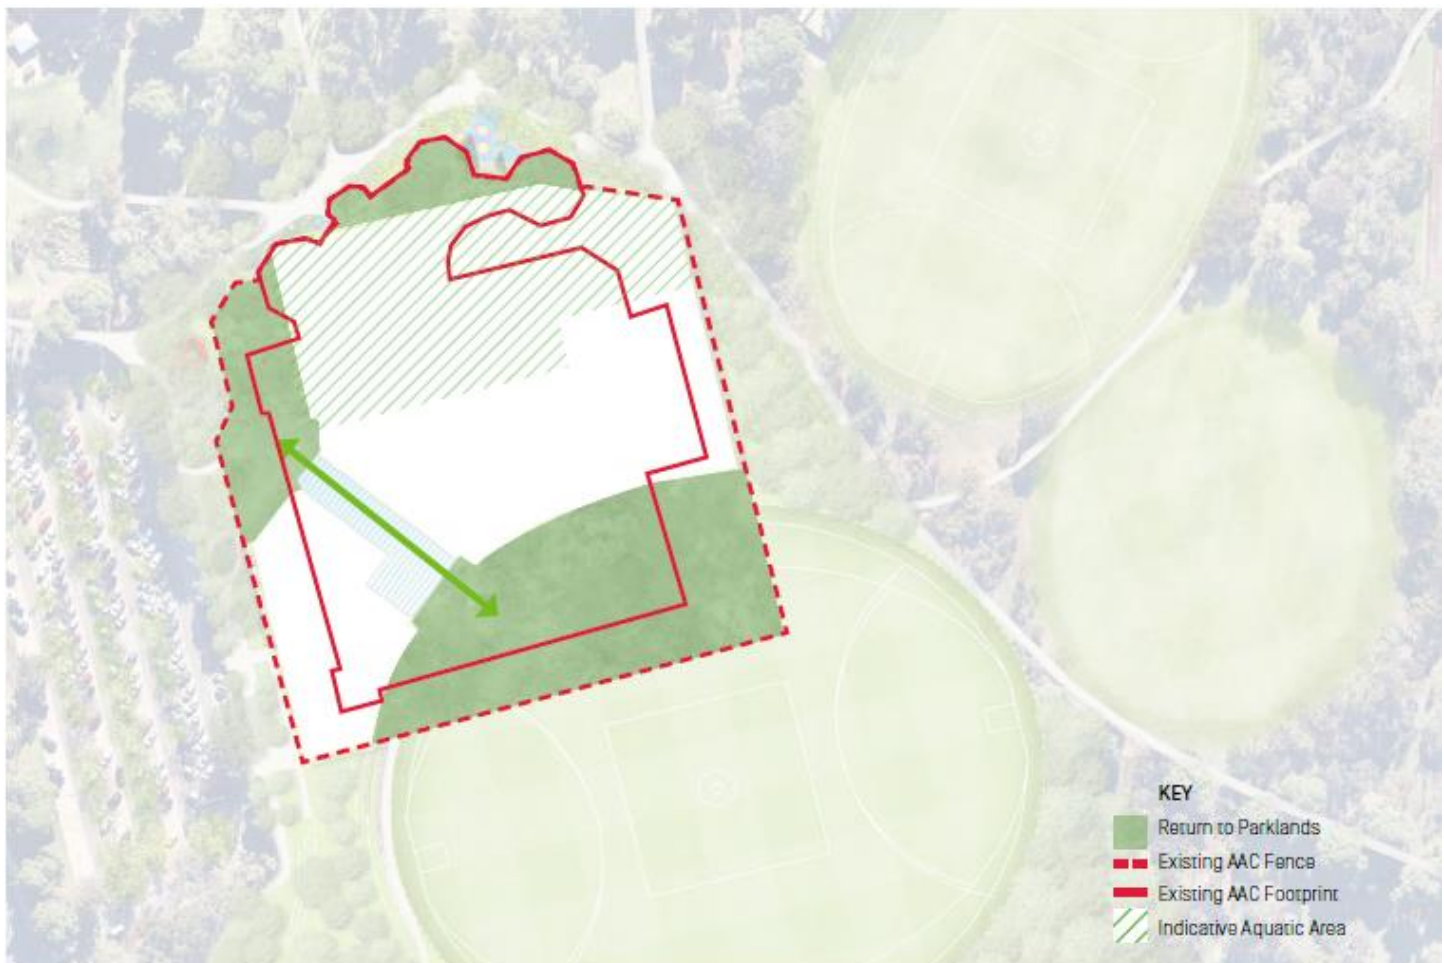 KEY
Return to Parklands
Existing AAC Fence
Existing AAC Footprint
Indicative Aquatic Area